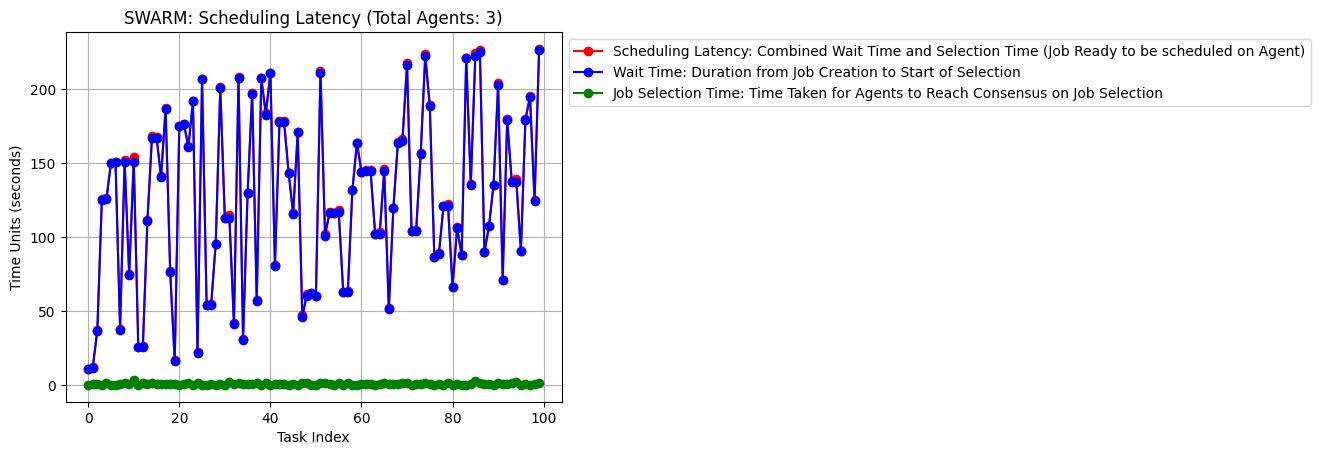 SWARM: Scheduling Latency (Total Agents: 3)
Scheduling Latency: Combined Wait Time and Selection Time (Job Ready to be scheduled on Agent)
Wait Time: Duration from Job Creation to Start of Selection
Job Selection Time: Time Taken for Agents to Reach Consensus on Job Selection
Time Units (seconds)
200
150
100
50
0
0 20 40 60 80 100
Task Index